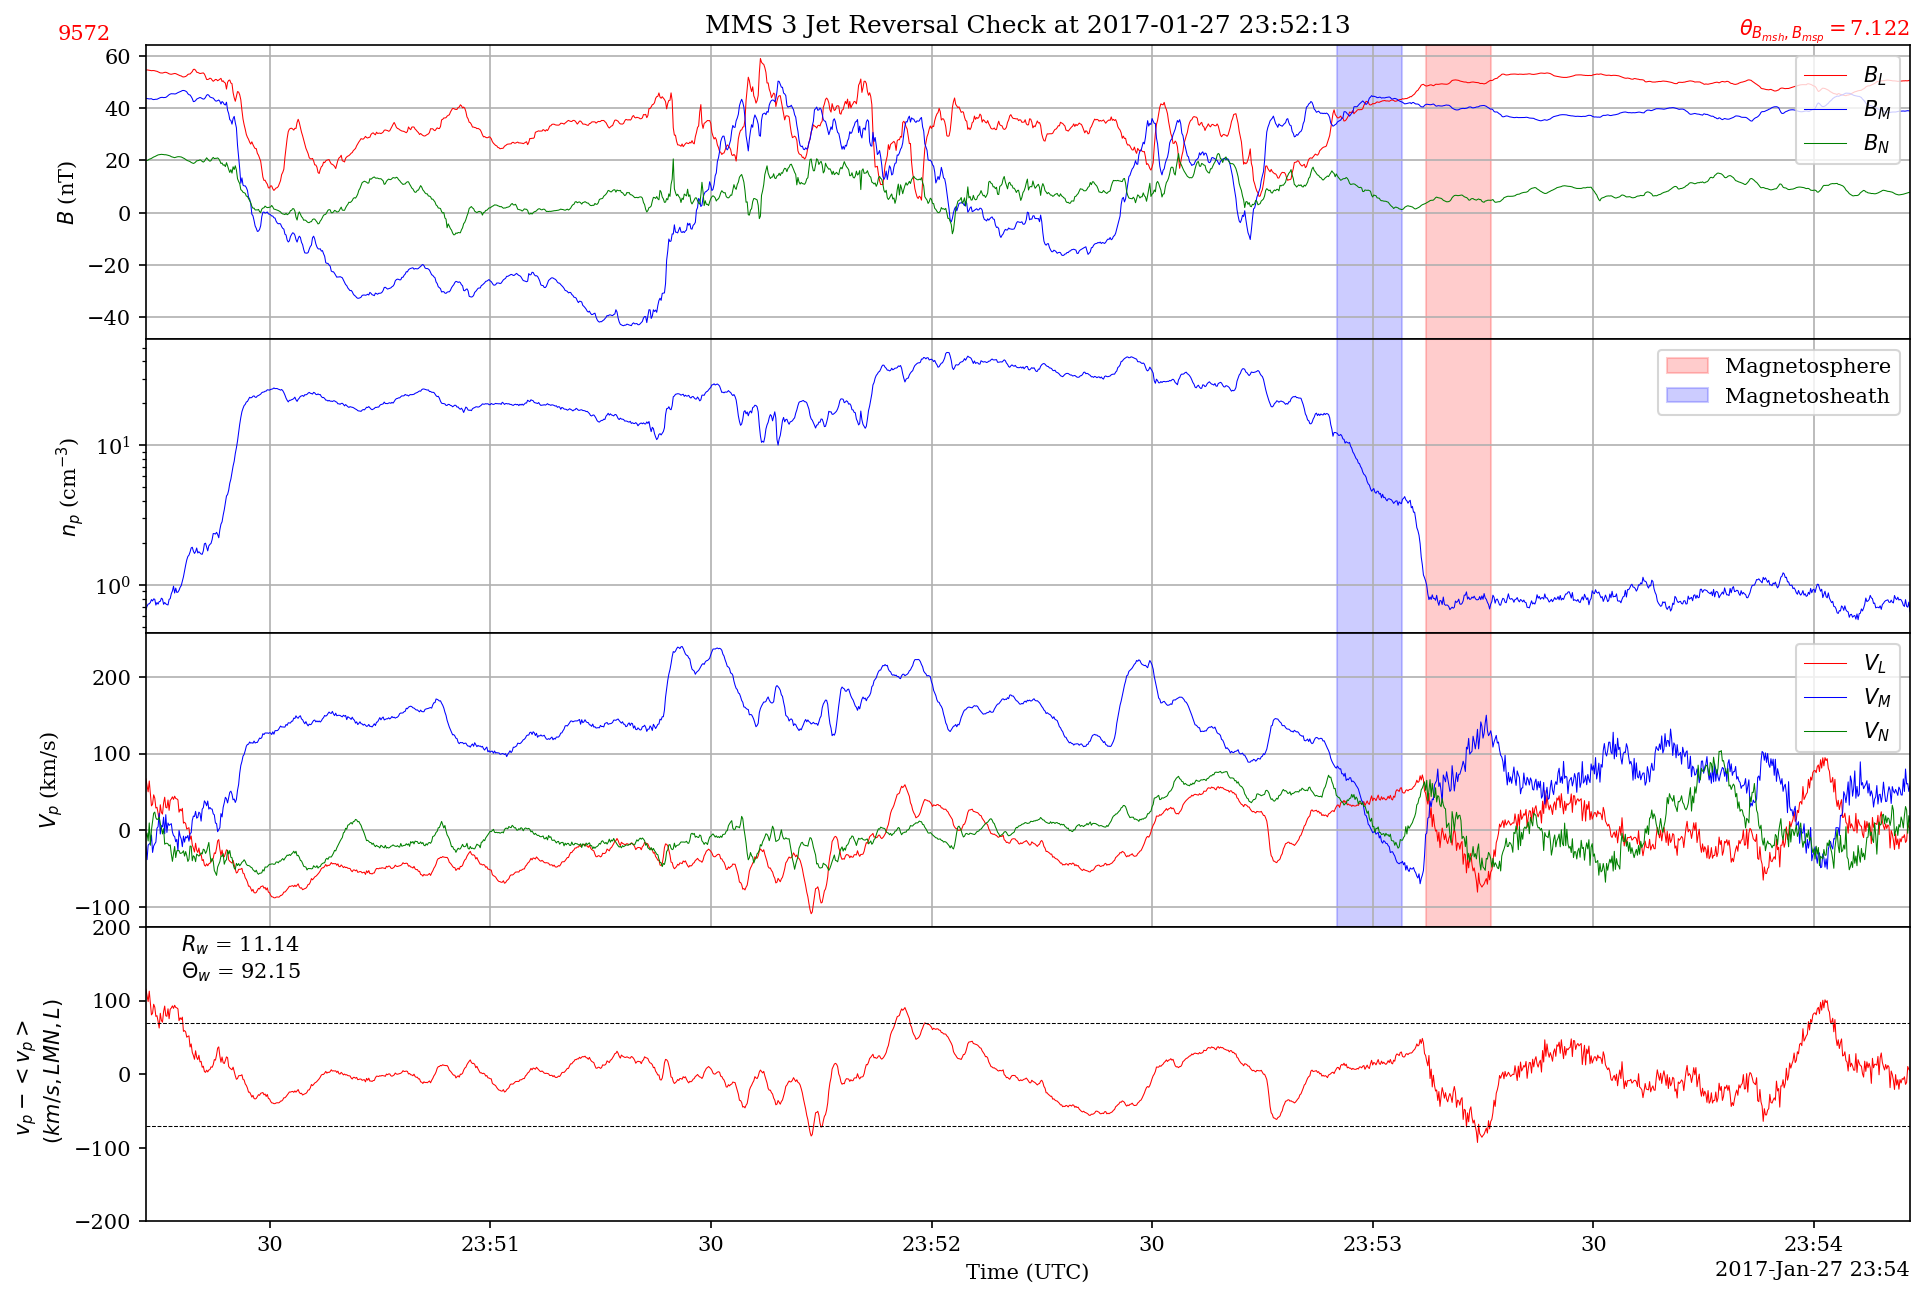 MMS 3 Jet Reversal Check at 2017-01-27 23:52:13
9572
θ_{B_{msh}, B_{msp}} = 7.122
60
40
20
0
−20
−40
B (nT)
B_L
B_M
B_N
10^1
10^0
n_p (cm^{−3})
Magnetosphere
Magnetosheath
200
100
0
−100
V_p (km/s)
V_L
V_M
V_N
200
100
0
−100
−200
v_p − < v_p >
(km/s, LMN, L)
R_w = 11.14
Θ_w = 92.15
30
23:51
30
23:52
30
23:53
30
23:54
Time (UTC)
2017-Jan-27 23:54